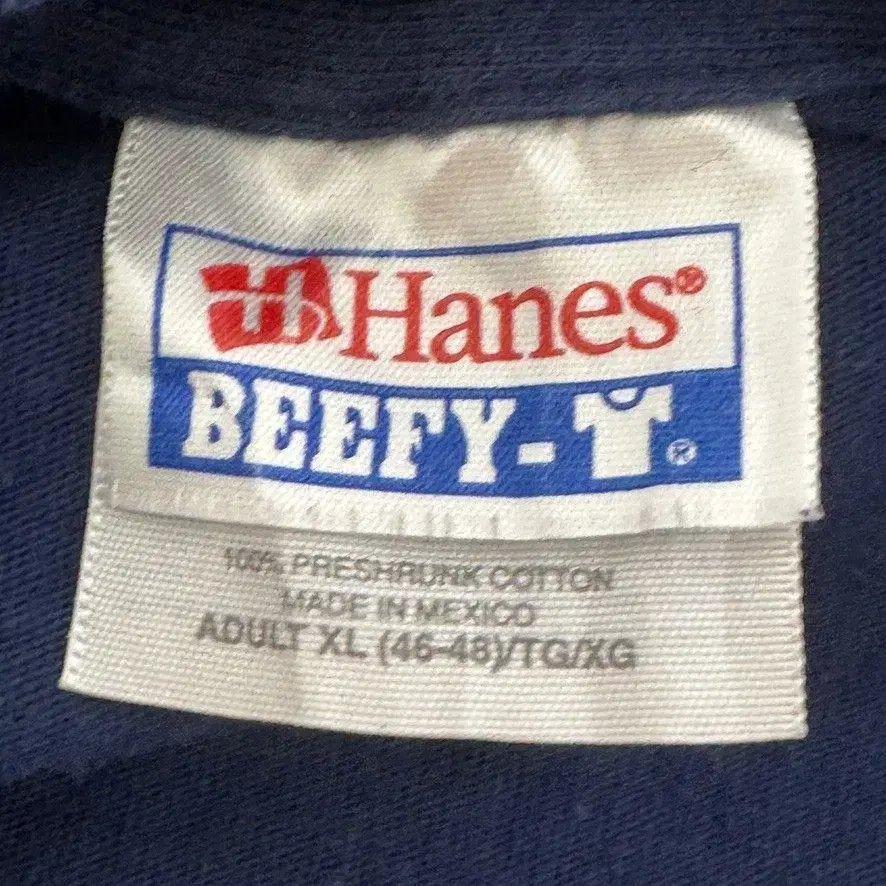 Hanes®
BEEFY-T®
100% PRESHRUNK COTTON
MADE IN MEXICO
ADULT XL (46-48)/TG/XG